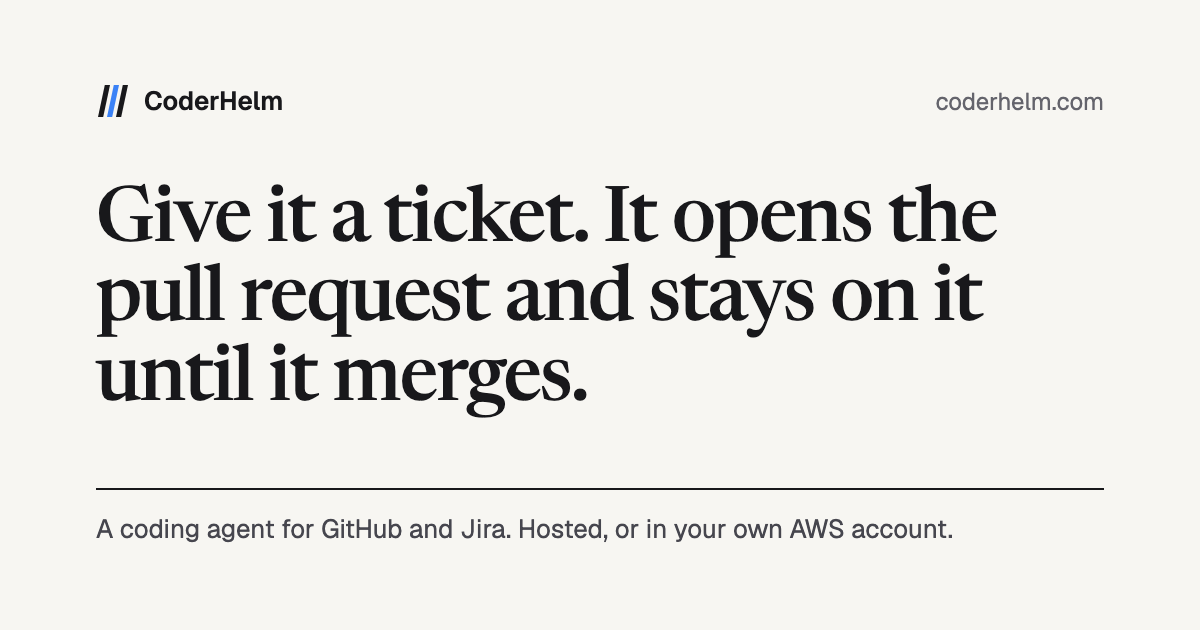 CoderHelm
coderhelm.com
Give it a ticket. It opens the
pull request and stays on it
until it merges.
A coding agent for GitHub and Jira. Hosted, or in your own AWS account.